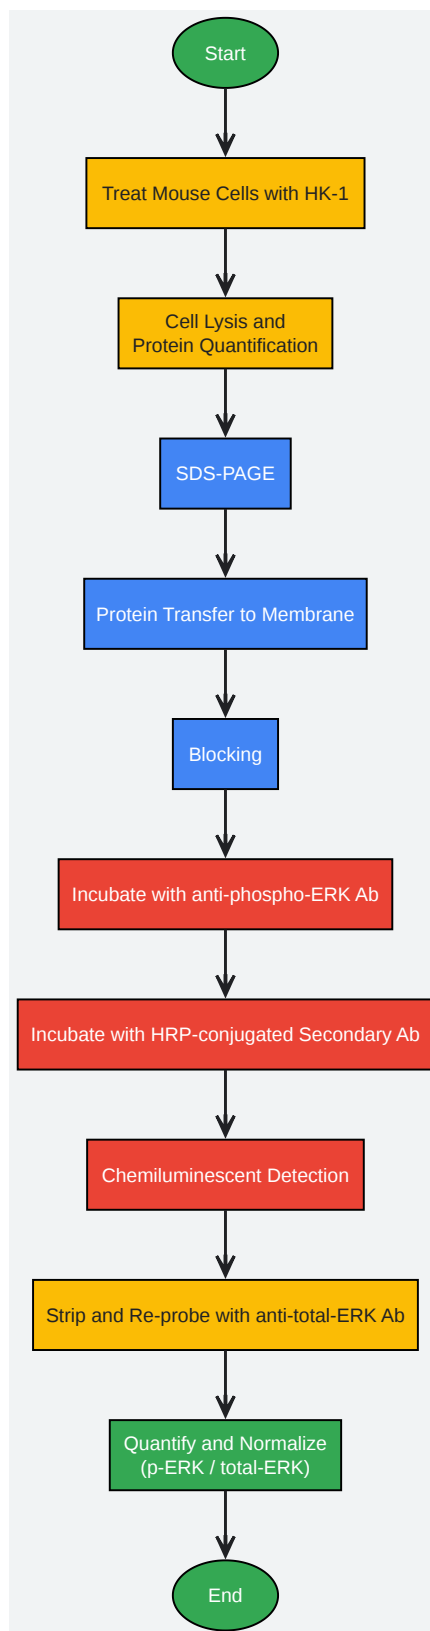 Start
Treat Mouse Cells with HK-1
Cell Lysis and
Protein Quantification
SDS-PAGE
Protein Transfer to Membrane
Blocking
Incubate with anti-phospho-ERK Ab
Incubate with HRP-conjugated Secondary Ab
Chemiluminescent Detection
Strip and Re-probe with anti-total-ERK Ab
Quantify and Normalize
(p-ERK / total-ERK)
End